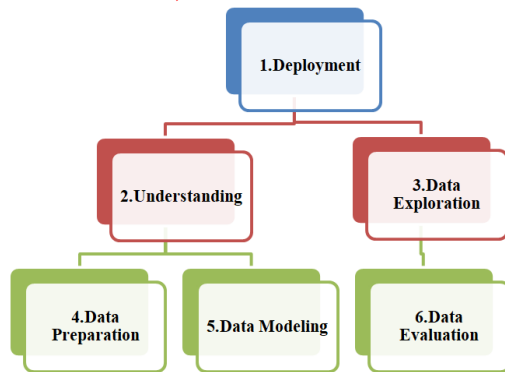 1.Deployment
2.Understanding
3.Data
Exploration
4.Data
Preparation
5.Data Modeling
6.Data
Evaluation